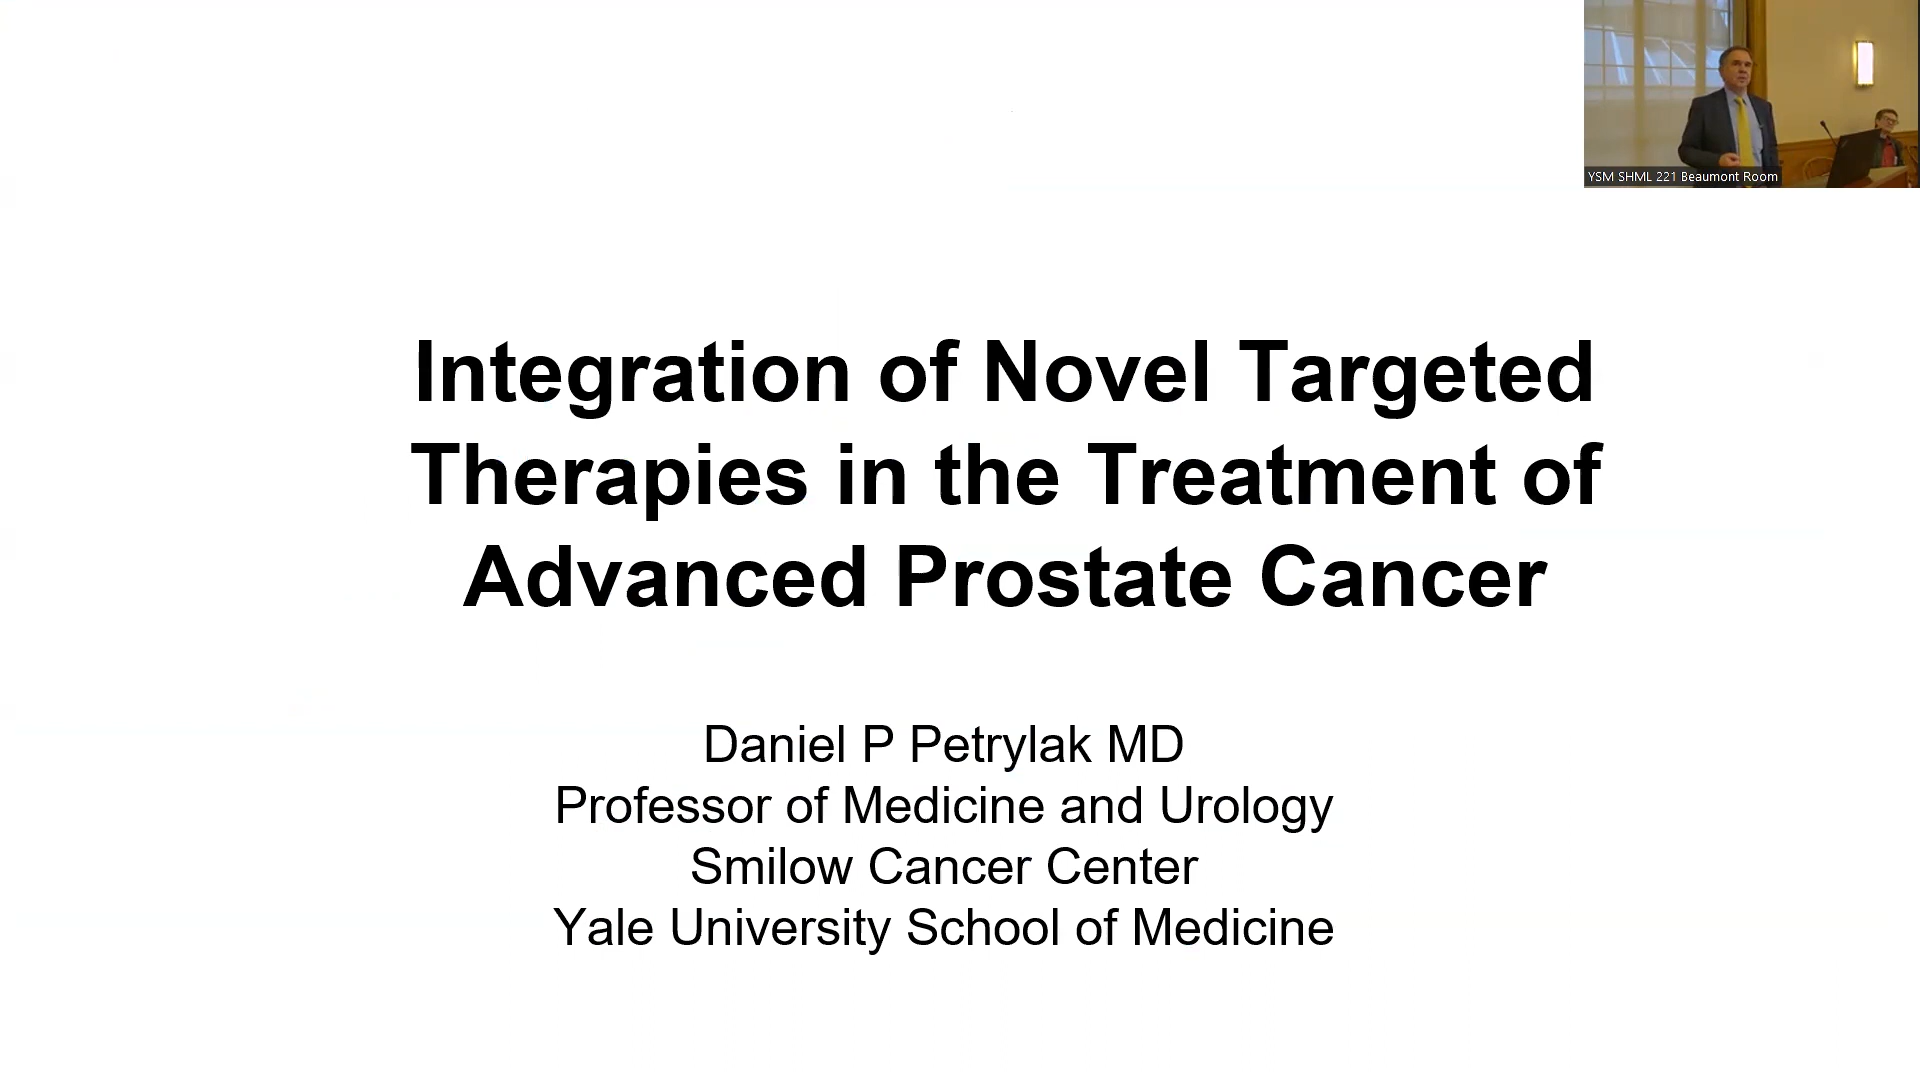 YSM SHML 221 Beaumont Room
Integration of Novel Targeted
Therapies in the Treatment of
Advanced Prostate Cancer
Daniel P Petrylak MD
Professor of Medicine and Urology
Smilow Cancer Center
Yale University School of Medicine